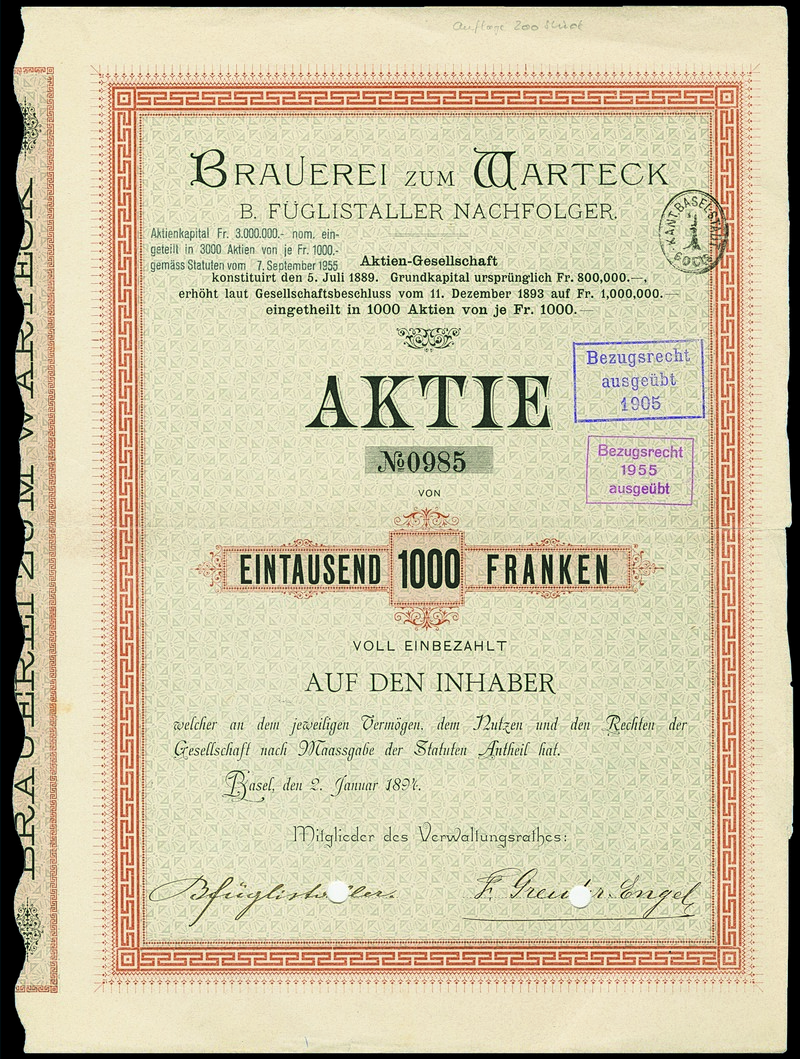 Auflage 200 Stück
BRAUEREI ZUM WARTECK
B. FÜGLISTALLER NACHFOLGER.
Aktienkapital Fr. 3.000.000.- nom, ein-
geteilt in 3000 Aktien von je Fr. 1000.-
gemäss Statuten vom 7. September 1955
KANT. BASELSTADT
Aktien-Gesellschaft
konstituirt den 5. Juli 1889. Grundkapital ursprünglich Fr. 800,000.—,
erhöht laut Gesellschaftsbeschluss vom 11. Dezember 1893 auf Fr. 1,000,000.—
eingetheilt in 1000 Aktien von je Fr. 1000.—
Bezugsrecht
ausgeübt
1905
AKTIE
№ 0985
Bezugsrecht
1955
ausgeübt
VON
EINTAUSEND 1000 FRANKEN
VOLL EINBEZAHLT
AUF DEN INHABER
welcher an dem jeweiligen Vermögen, dem Nutzen und den Rechten der
Gesellschaft nach Maassgabe der Statuten Antheil hat.
Basel, den 2. Januar 1894.
Mitglieder des Verwaltungsrathes:
B Füglistaller. F. Greuter-Engel
BRAUEREI ZUM WARTECK